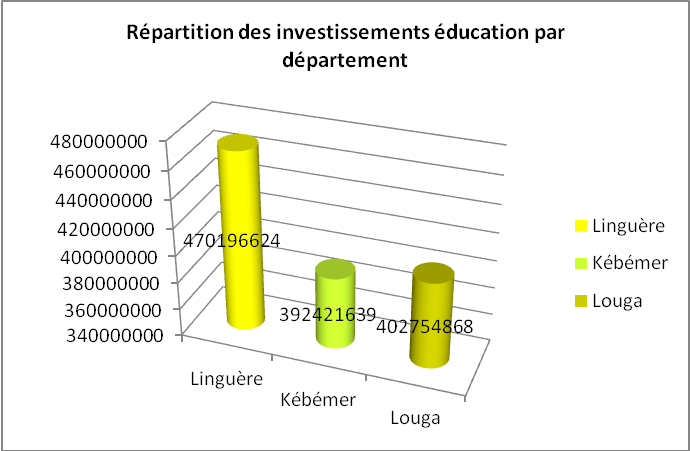 Répartition des investissements éducation par
département
480000000
460000000
440000000
420000000
400000000
380000000
360000000
340000000
470196624
392421639
402754868
Linguère
Kébémer
Louga
Linguère
Kébémer
Louga